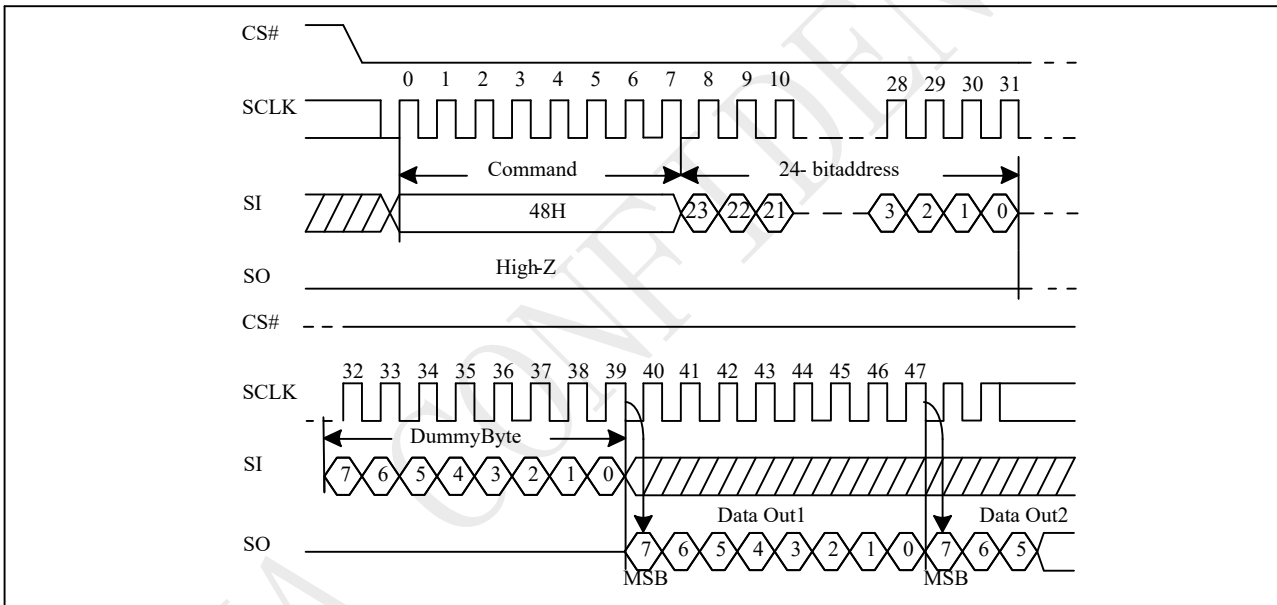 CS#
0 1 2 3 4 5 6 7 8 9 10 28 29 30 31
SCLK
Command 24- bitaddress
SI 48H 23 22 21 3 2 1 0
High-Z
SO
CS#
32 33 34 35 36 37 38 39 40 41 42 43 44 45 46 47
SCLK
DummyByte
SI 7 6 5 4 3 2 1 0
Data Out1 Data Out2
SO 7 6 5 4 3 2 1 0 7 6 5
MSB MSB